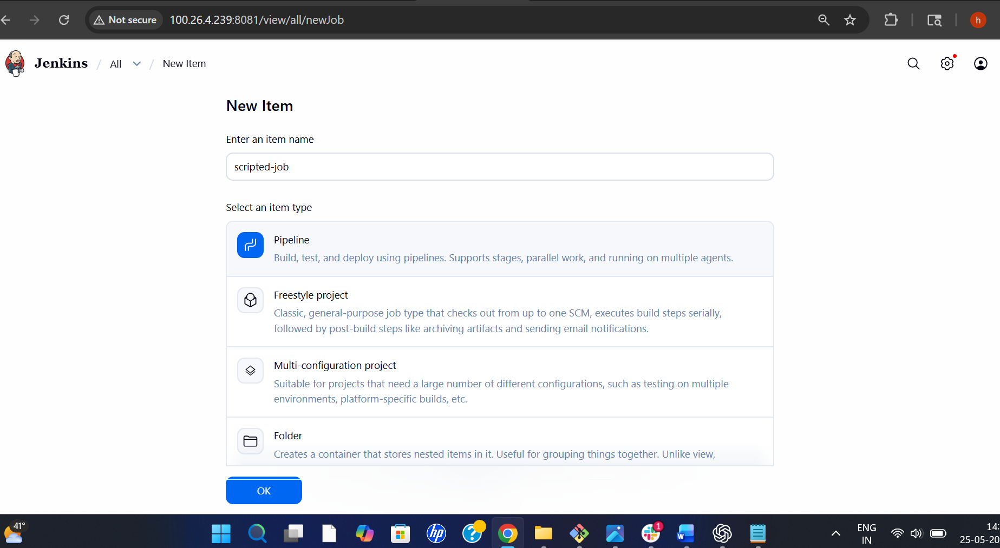 Not secure 100.26.4.239:8081/view/all/newJob
h
Jenkins / All / New Item
New Item
Enter an item name
scripted-job
Select an item type
Pipeline
Build, test, and deploy using pipelines. Supports stages, parallel work, and running on multiple agents.
Freestyle project
Classic, general-purpose job type that checks out from up to one SCM, executes build steps serially,
followed by post-build steps like archiving artifacts and sending email notifications.
Multi-configuration project
Suitable for projects that need a large number of different configurations, such as testing on multiple
environments, platform-specific builds, etc.
Folder
Creates a container that stores nested items in it. Useful for grouping things together. Unlike view,
OK
41°
hp
?
1
W
ENG
IN
14:
25-05-20